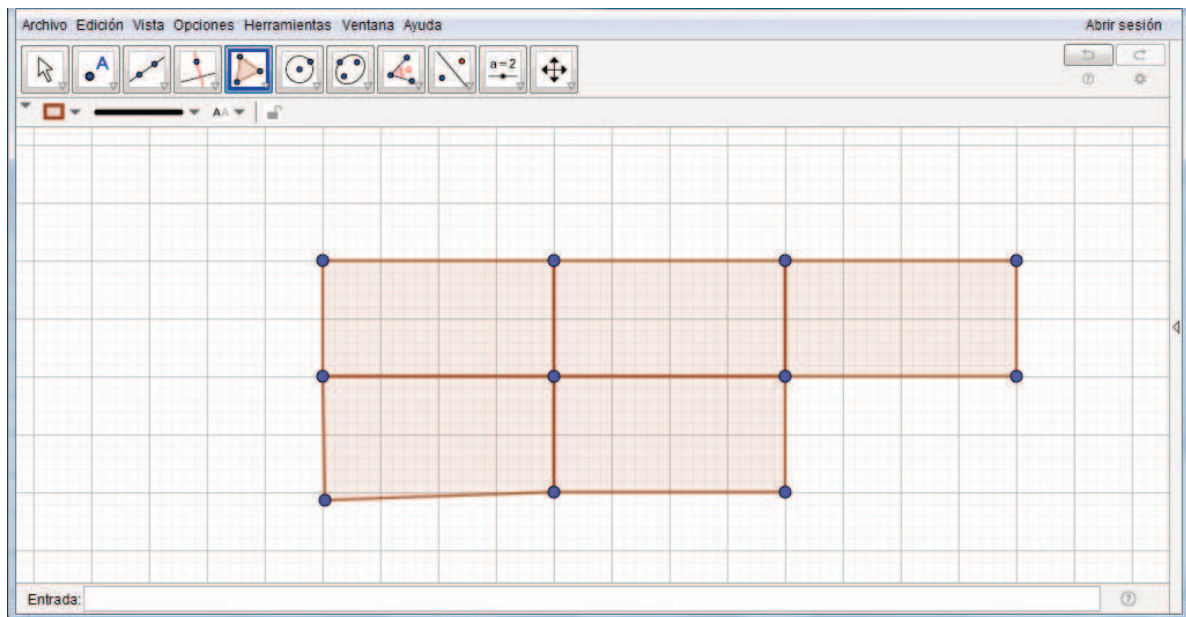 Archivo Edición Vista Opciones Herramientas Ventana Ayuda Abrir sesión
A a=2
AA
Entrada: